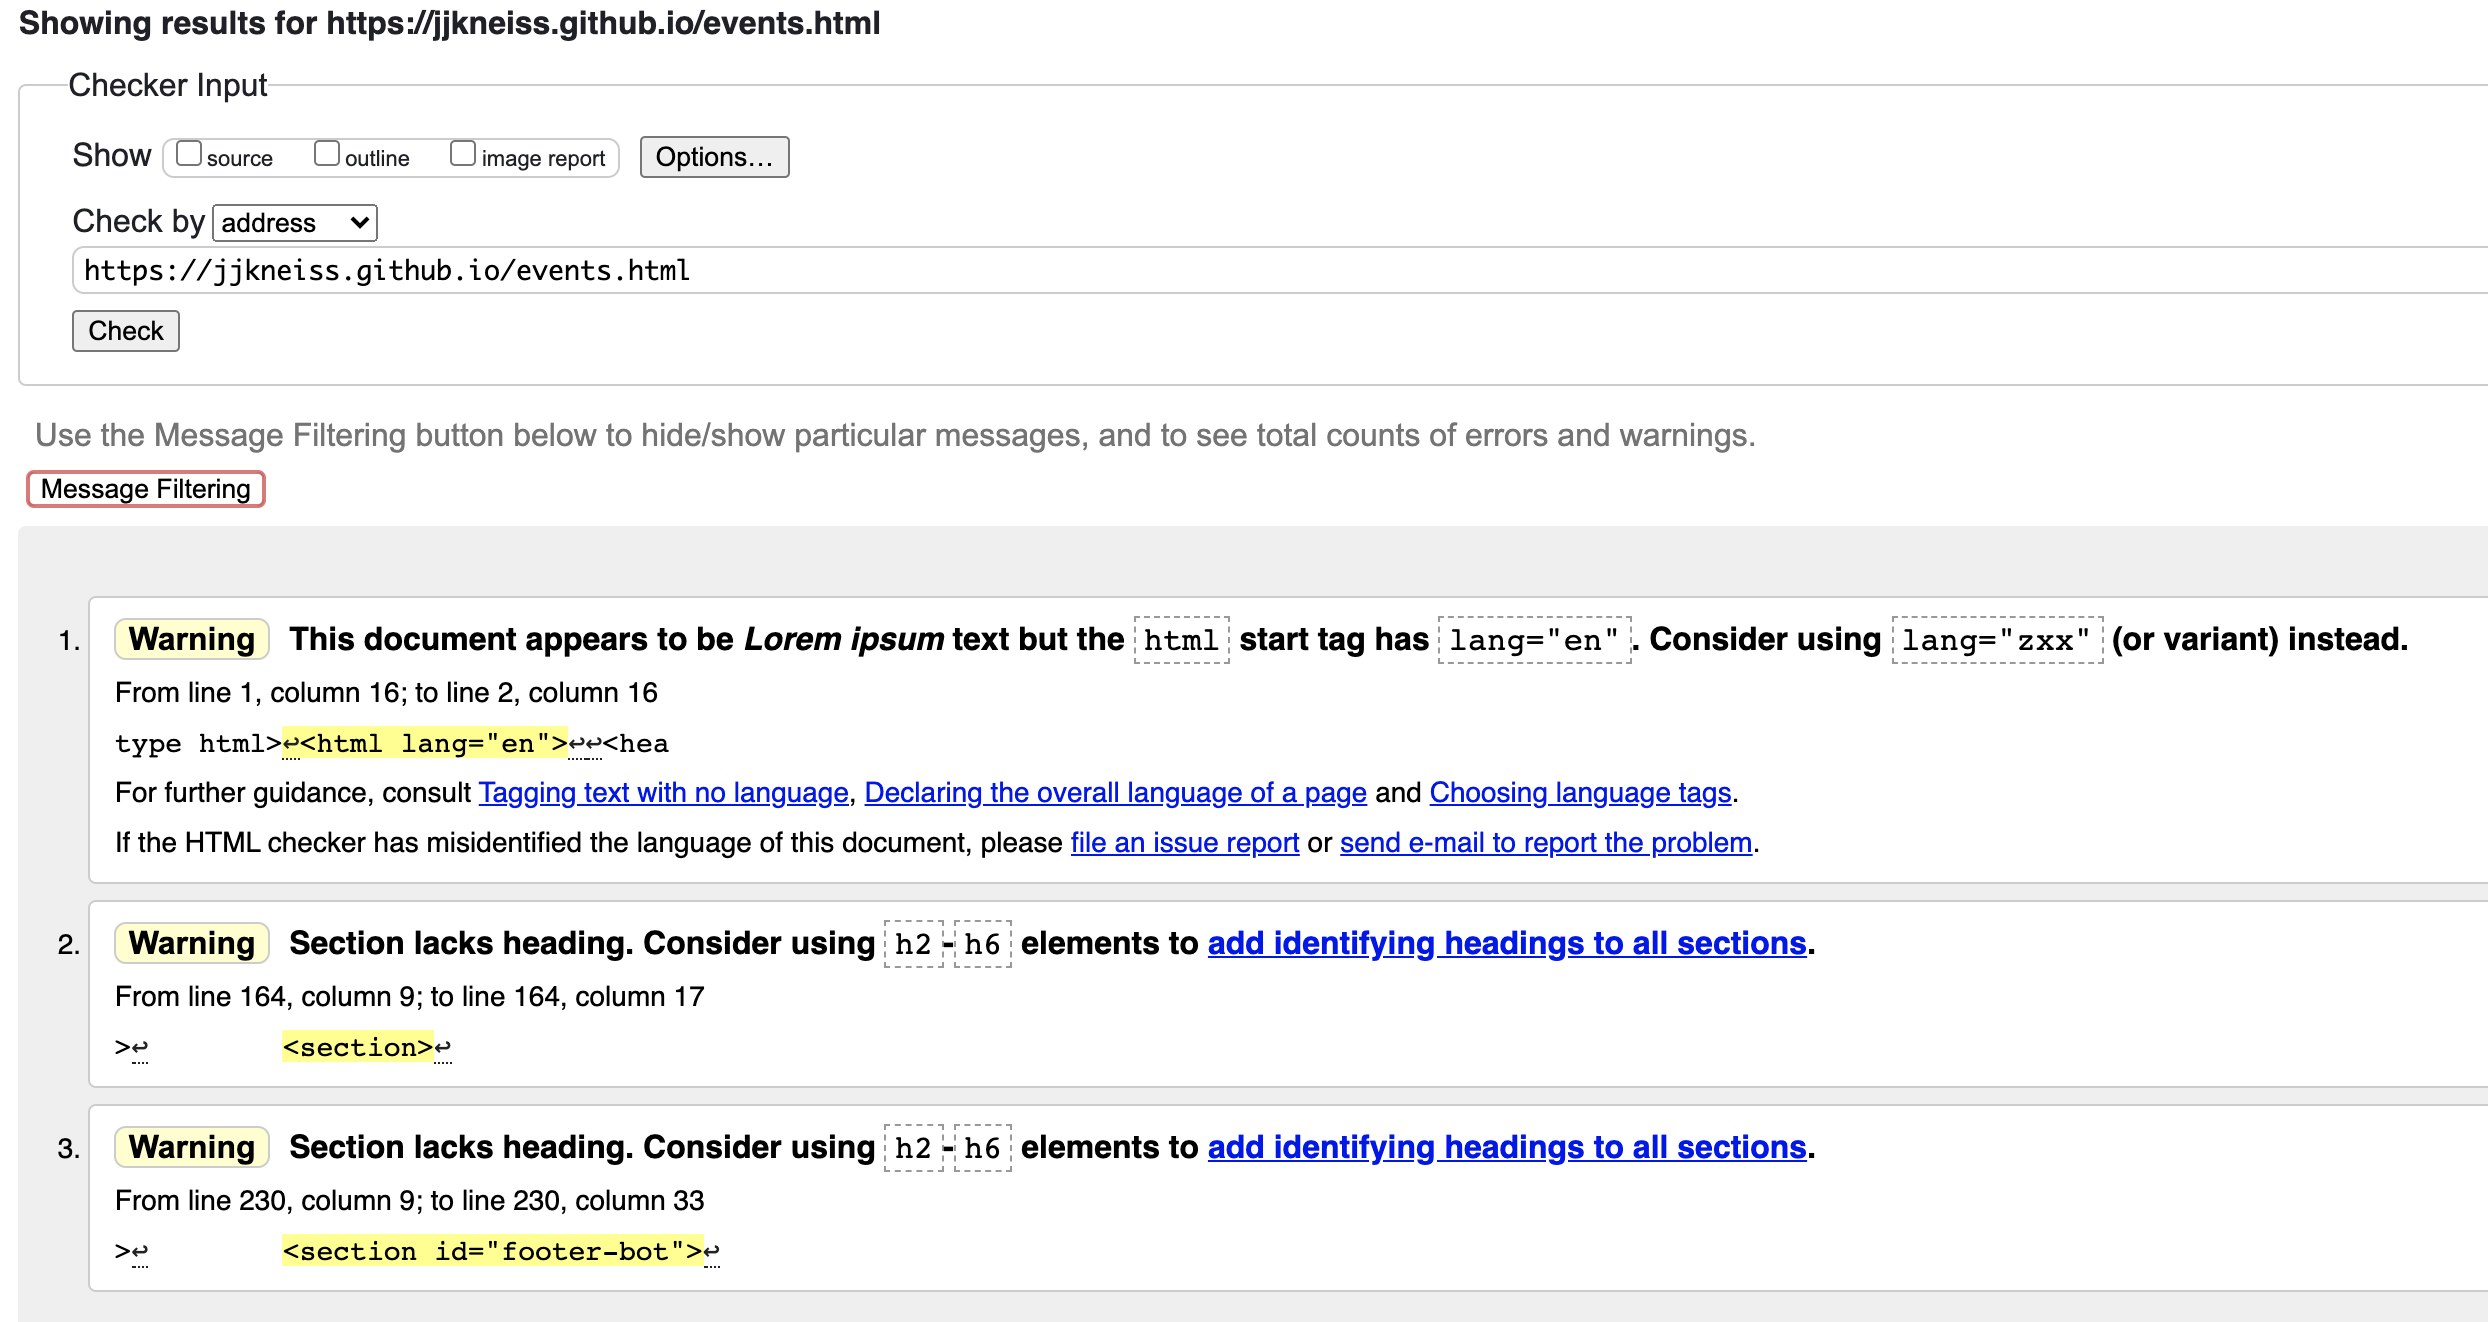 Showing results for https://jjkneiss.github.io/events.html
Checker Input
Show source outline image report Options...
Check by address
https://jjkneiss.github.io/events.html
Check
Use the Message Filtering button below to hide/show particular messages, and to see total counts of errors and warnings.
Message Filtering
1. Warning This document appears to be Lorem ipsum text but the html start tag has lang="en". Consider using lang="zxx" (or variant) instead.
From line 1, column 16; to line 2, column 16
type html>↩<html lang="en">↩↩<hea
For further guidance, consult Tagging text with no language, Declaring the overall language of a page and Choosing language tags.
If the HTML checker has misidentified the language of this document, please file an issue report or send e-mail to report the problem.
2. Warning Section lacks heading. Consider using h2-h6 elements to add identifying headings to all sections.
From line 164, column 9; to line 164, column 17
>↩ <section>↩
3. Warning Section lacks heading. Consider using h2-h6 elements to add identifying headings to all sections.
From line 230, column 9; to line 230, column 33
>↩ <section id="footer-bot">↩